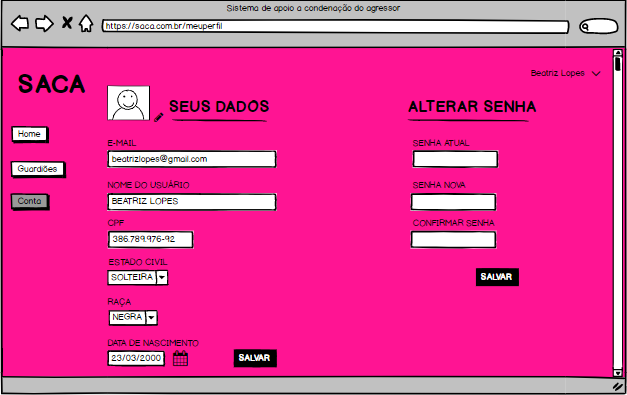 Sistema de apoio a condenação do agressor
https://saca.com.br/meuperfil
Beatriz Lopes
SACA
SEUS DADOS
ALTERAR SENHA
Home
Guardiões
Conta
E-MAIL
beatrizlopes@gmail.com
NOME DO USUÁRIO
BEATRIZ LOPES
CPF
386.789.976-92
ESTADO CIVIL
SOLTEIRA
RAÇA
NEGRA
DATA DE NASCIMENTO
23/03/2000
SALVAR
SENHA ATUAL
SENHA NOVA
CONFIRMAR SENHA
SALVAR